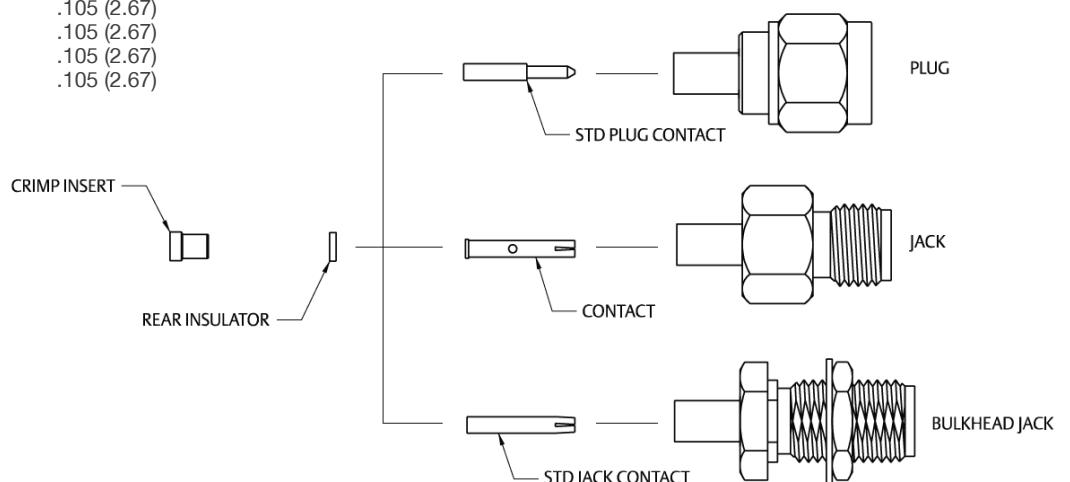 .105 (2.67)
.105 (2.67)
.105 (2.67)
.105 (2.67)
PLUG
STD PLUG CONTACT
CRIMP INSERT
JACK
REAR INSULATOR
CONTACT
BULKHEAD JACK
STD JACK CONTACT